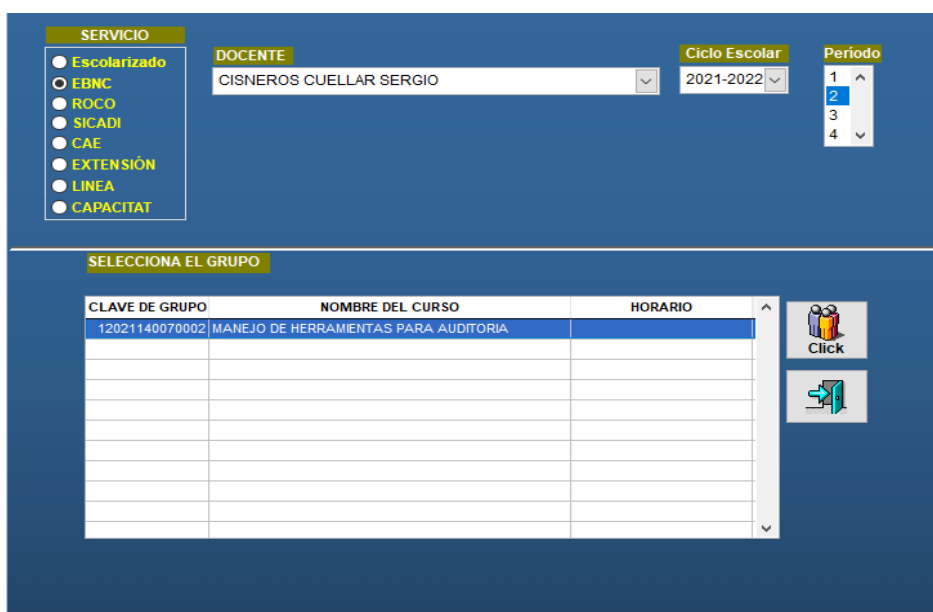 SERVICIO
Escolarizado
EBNC
ROCO
SICADI
CAE
EXTENSIÓN
LINEA
CAPACITAT
DOCENTE
CISNEROS CUELLAR SERGIO
Ciclo Escolar
2021-2022
Período
1
2
3
4
SELECCIONA EL GRUPO
CLAVE DE GRUPO NOMBRE DEL CURSO HORARIO
12021140070002 MANEJO DE HERRAMIENTAS PARA AUDITORIA
Click